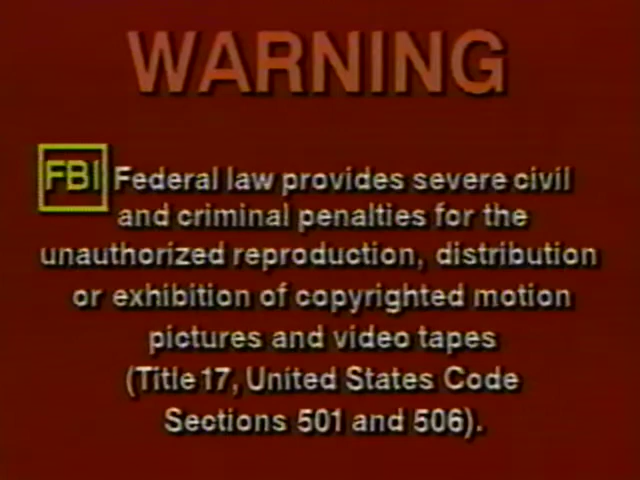 WARNING
FBI Federal law provides severe civil
and criminal penalties for the
unauthorized reproduction, distribution
or exhibition of copyrighted motion
pictures and video tapes
(Title 17, United States Code
Sections 501 and 506).